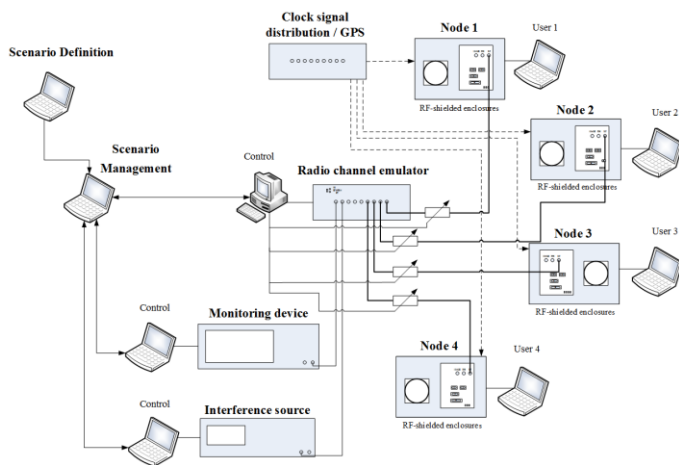 Scenario Definition
Clock signal
distribution / GPS
Node 1
User 1
RF-shielded enclosures
Scenario
Management
Control
Radio channel emulator
Node 2
User 2
RF-shielded enclosures
Node 3
User 3
RF-shielded enclosures
Control
Monitoring device
Node 4
User 4
RF-shielded enclosures
Control
Interference source